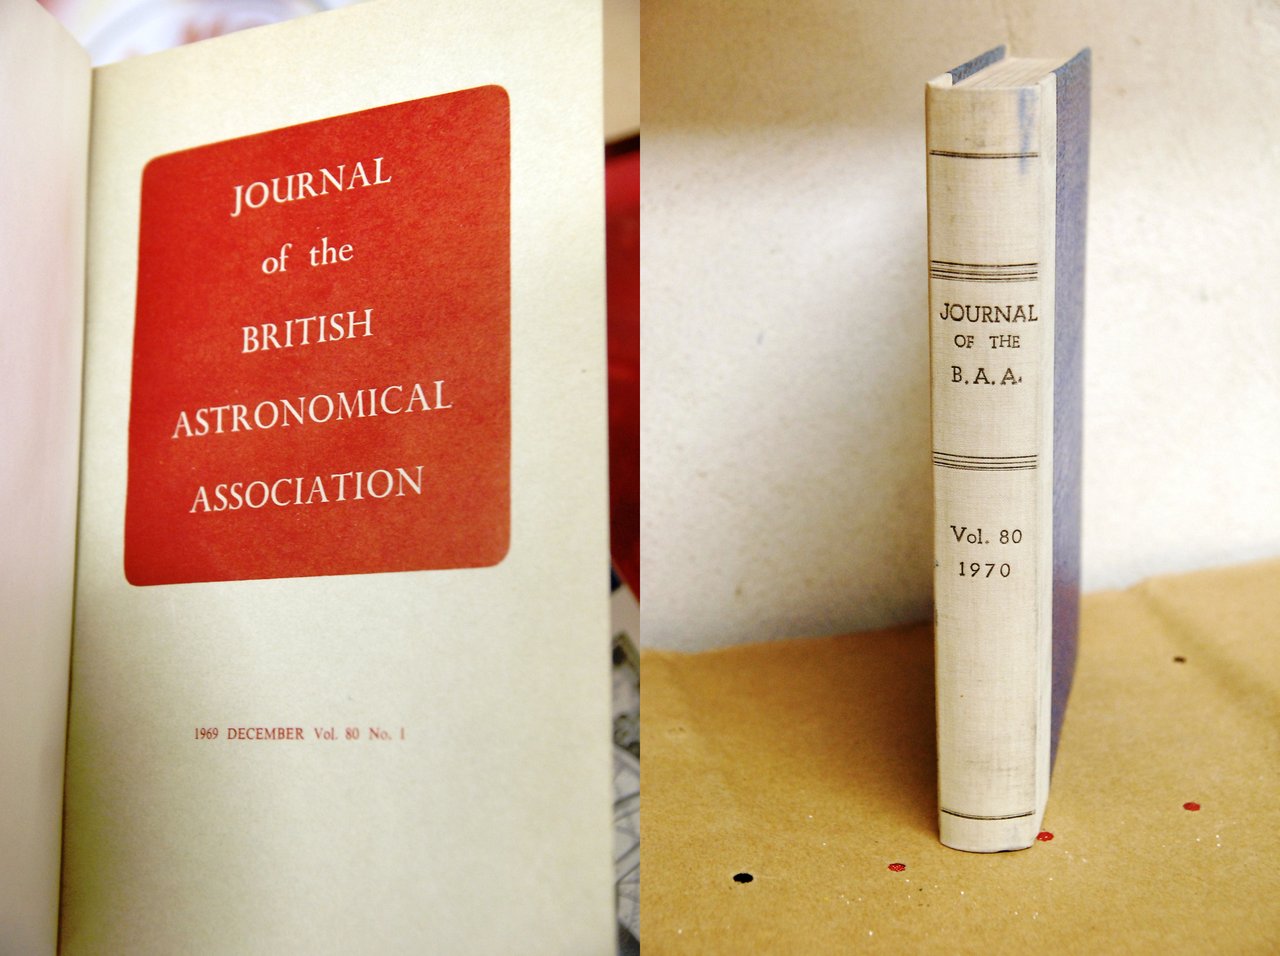 JOURNAL
of the
BRITISH
ASTRONOMICAL
ASSOCIATION
1969 DECEMBER Vol. 80 No. 1
JOURNAL
OF THE
B.A.A.
Vol. 80
1970